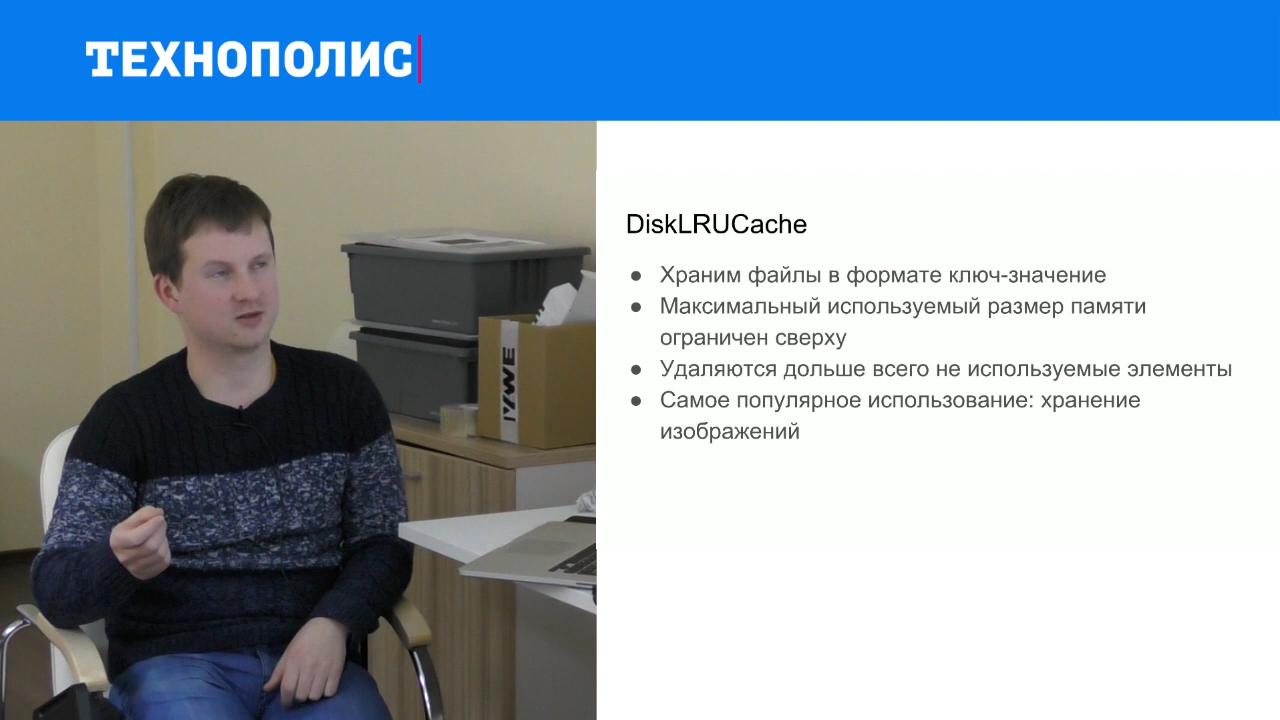 ТЕХНОПОЛИС
DiskLRUCache
● Храним файлы в формате ключ-значение
● Максимальный используемый размер памяти
ограничен сверху
● Удаляются дольше всего не используемые элементы
● Самое популярное использование: хранение
изображений